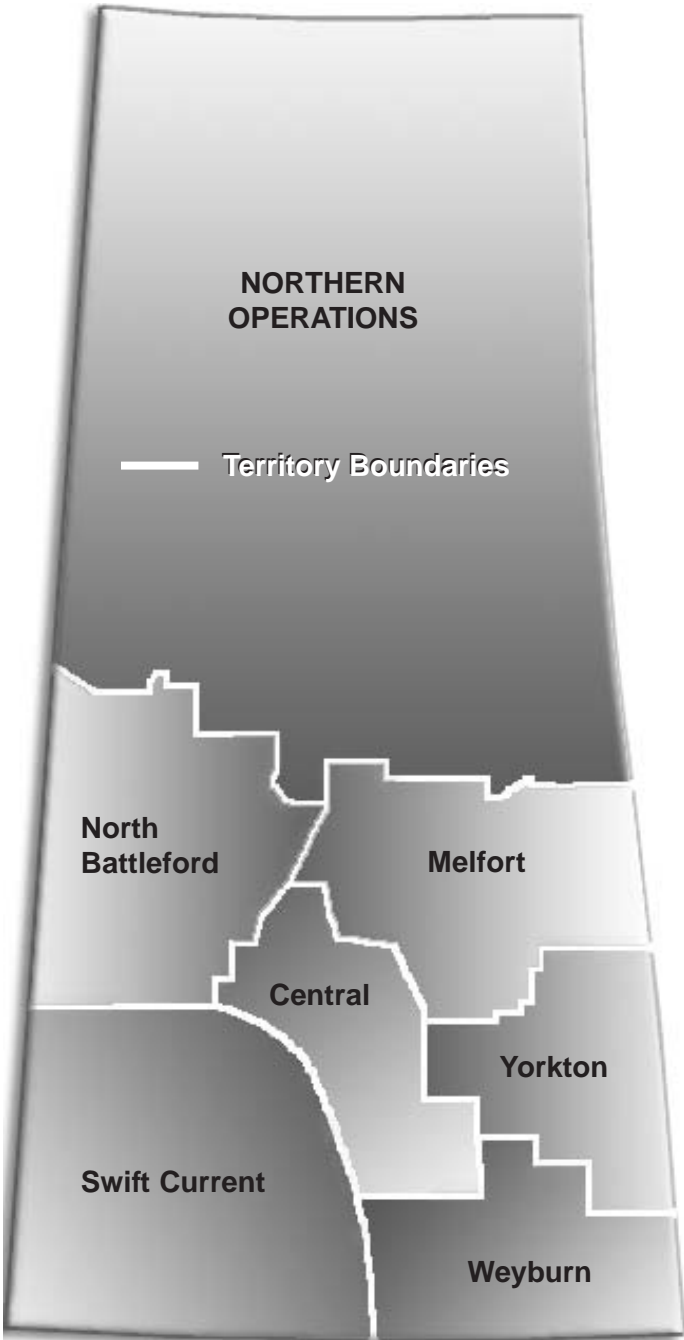 NORTHERN
OPERATIONS
Territory Boundaries
North
Battleford
Melfort
Central
Yorkton
Swift Current
Weyburn